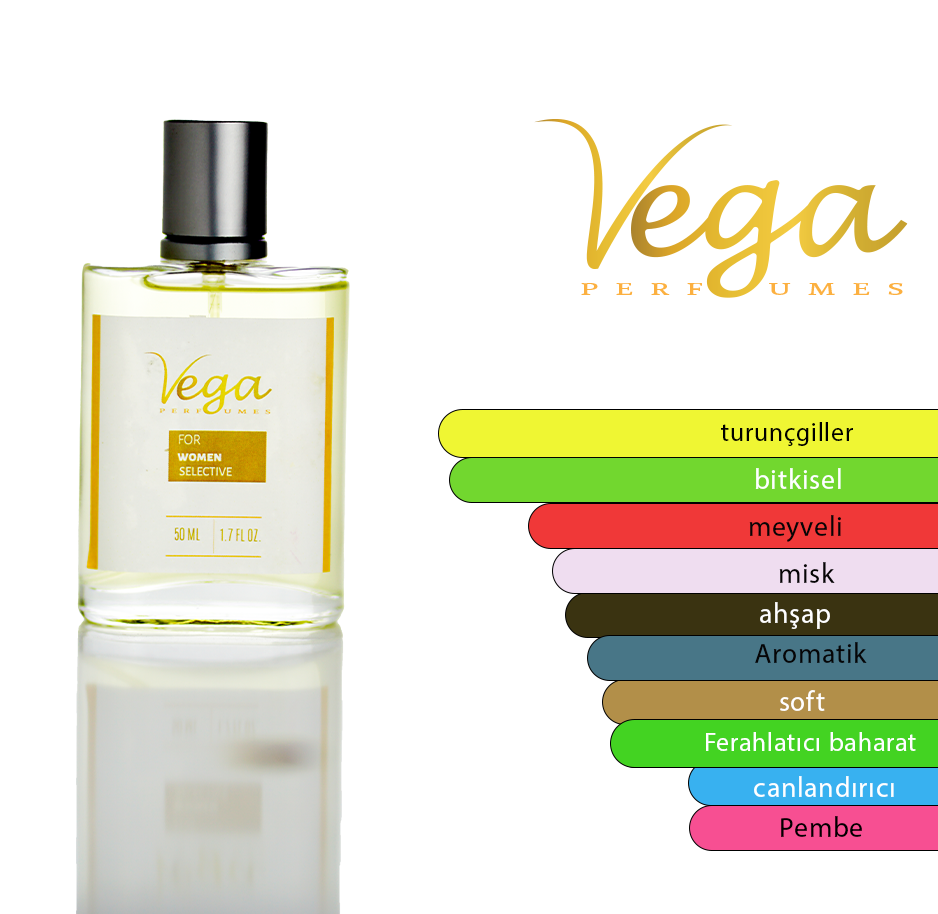 Vega
PERFUMES
Vega
PERFUMES
FOR
WOMEN
SELECTIVE
50 ML 1.7 FL OZ.
turunçgiller
bitkisel
meyveli
misk
ahşap
Aromatik
soft
Ferahlatıcı baharat
canlandırıcı
Pembe